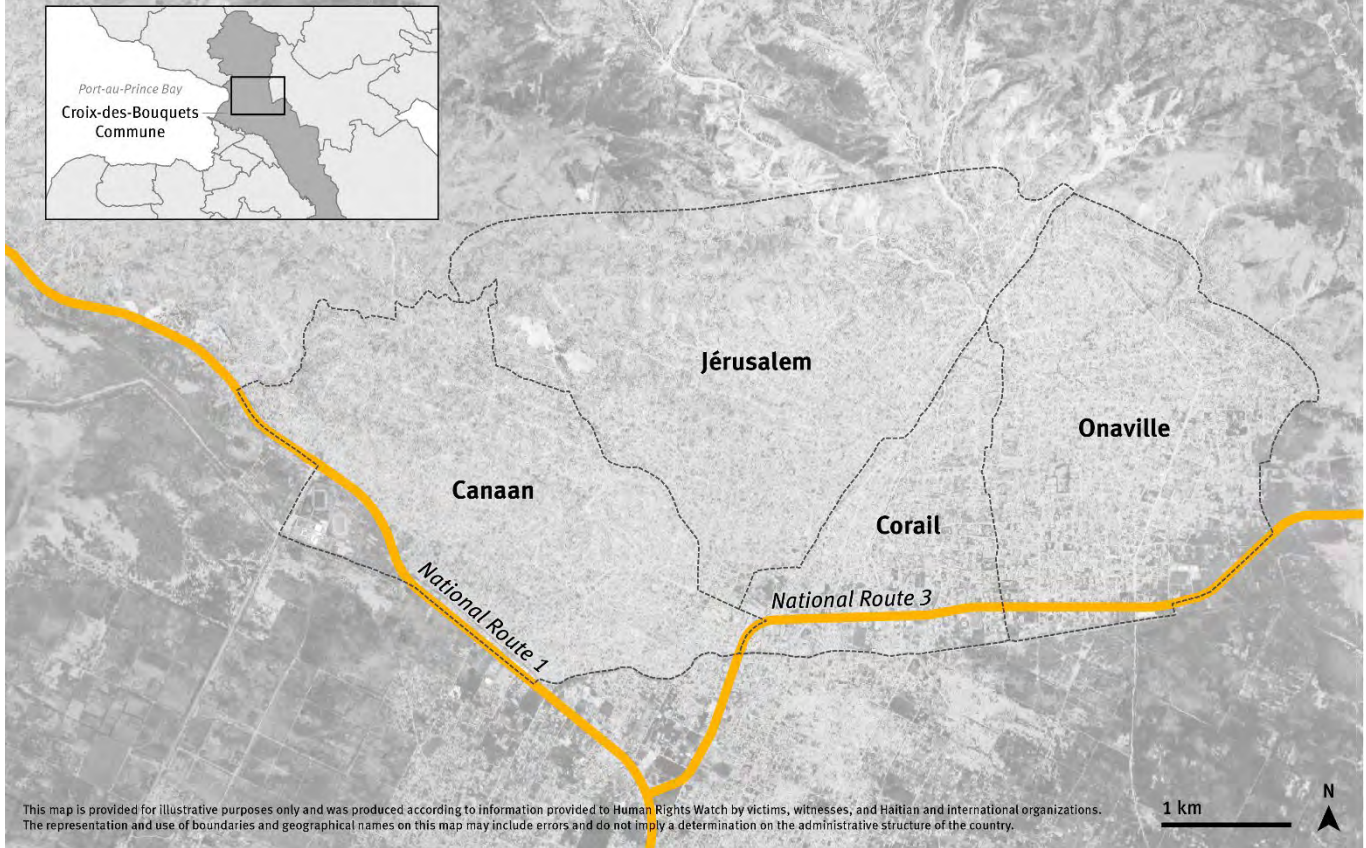 Port-au-Prince Bay
Croix-des-Bouquets
Commune
Jérusalem
Onaville
Canaan
Corail
National Route 3
National Route 1
N
1 km
This map is provided for illustrative purposes only and was produced according to information provided to Human Rights Watch by victims, witnesses, and Haitian and international organizations.
The representation and use of boundaries and geographical names on this map may include errors and do not imply a determination on the administrative structure of the country.